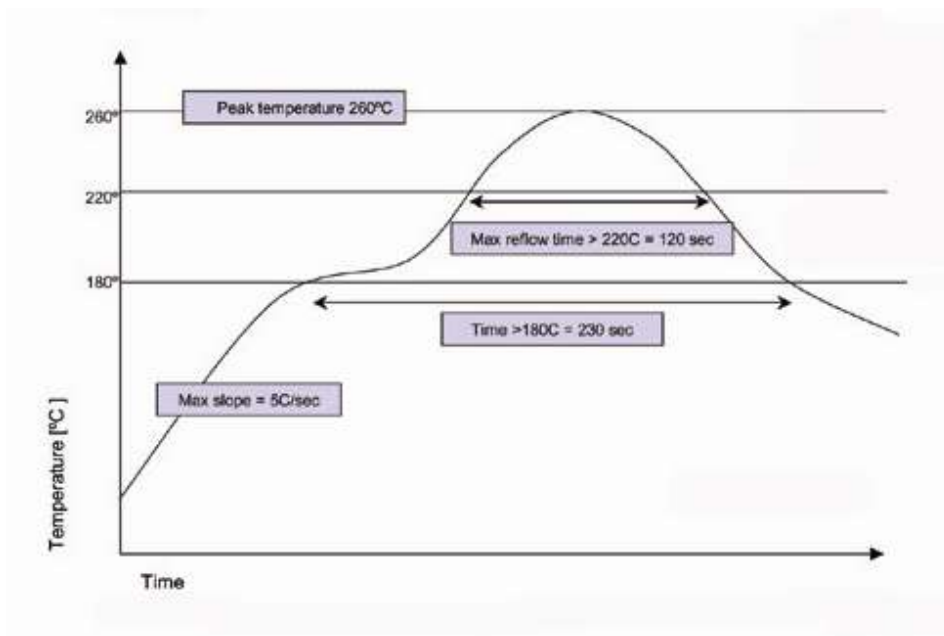 Peak temperature 260ºC
260º
220º
Max reflow time > 220C = 120 sec
180º
Time >180C = 230 sec
Max slope = 5C/sec
Temperature [ºC ]
Time